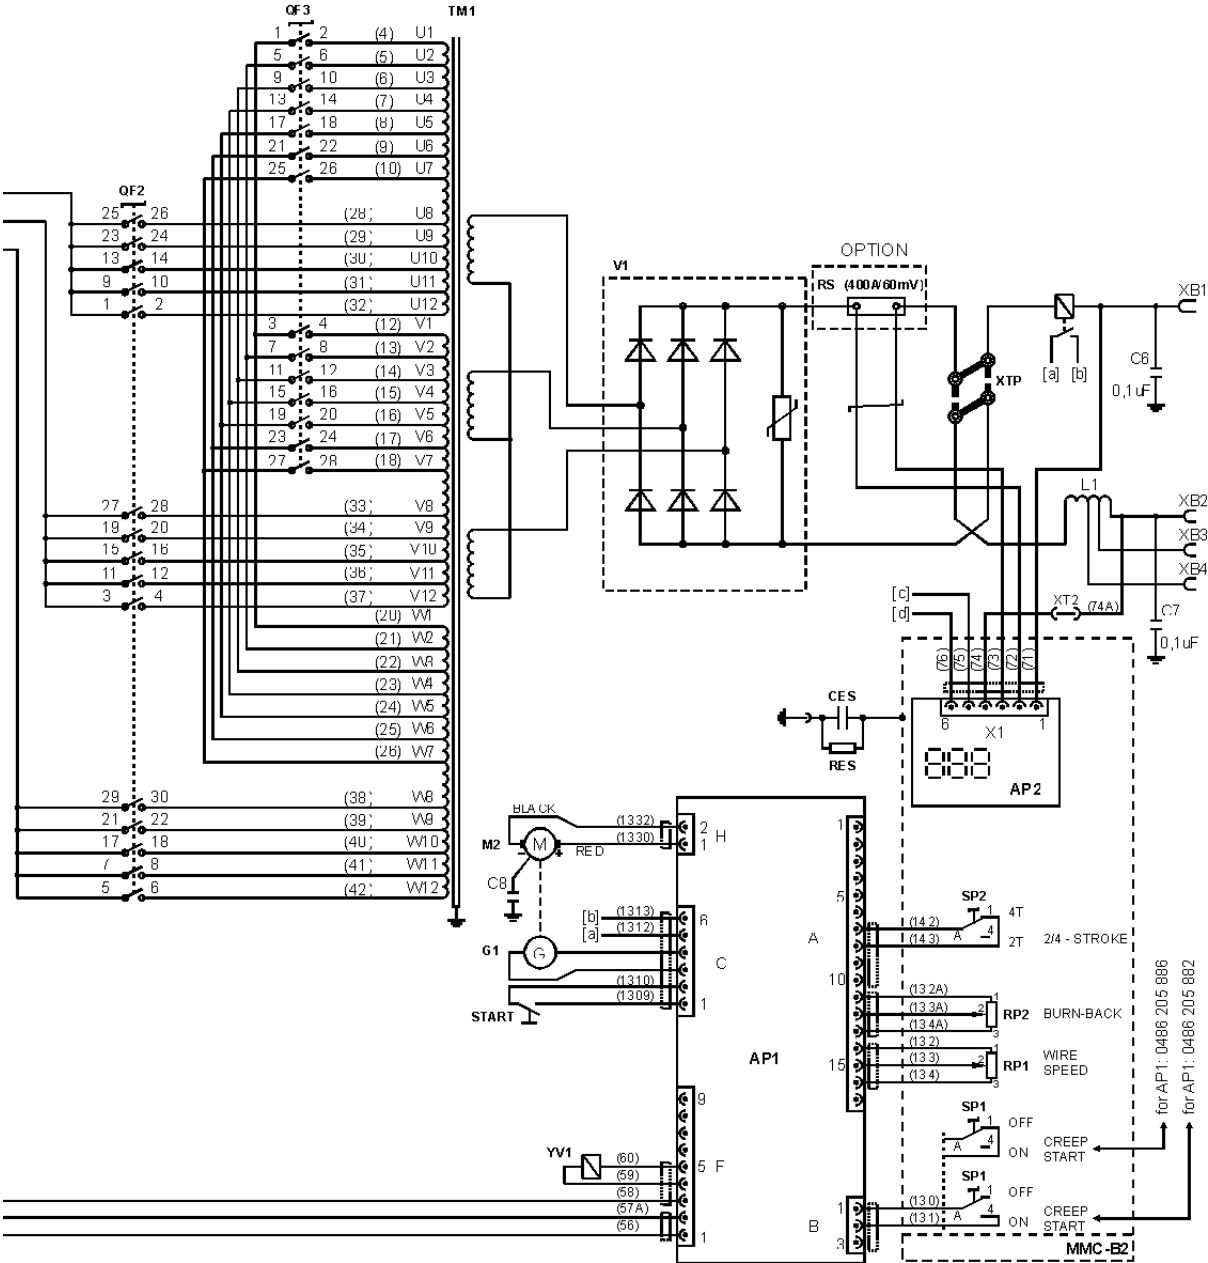 QF3
TM1
1 2 (4) U1
5 6 (5) U2
9 10 (6) U3
13 14 (7) U4
17 18 (8) U5
21 22 (9) U6
25 26 (10) U7
QF2
25 26 (28) U8
23 24 (29) U9
13 14 (30) U10
9 10 (31) U11
1 2 (32) U12
3 4 (12) V1
7 8 (13) V2
11 12 (14) V3
15 16 (15) V4
19 20 (16) V5
23 24 (17) V6
27 28 (18) V7
27 28 (33) V8
19 20 (34) V9
15 16 (35) V10
11 12 (36) V11
3 4 (37) V12
(20) W1
(21) W2
(22) W3
(23) W4
(24) W5
(25) W6
(26) W7
29 30 (38) W8
21 22 (39) W9
17 18 (40) W10
7 8 (41) W11
5 6 (42) W12
V1
OPTION
RS (400A/60mV)
XTP
[a] [b]
XB1
C6
0,1uF
L1
XB2
XB3
XB4
[c]
[d]
XT2 (74A)
C7
0,1uF
(76) (75) (74) (73) (72) (71)
6 X1 1
AP2
CES
RES
BLACK
M2 M
- +
RED
C8
(1332) 2 H
(1330) 1
[b] (1313) 6
[a] (1312)
G1 G
C
(1310)
(1309) 1
START
AP1
1
5
A
10
15
SP2
(142) 1 4T
(143) A 4 2T
2/4 - STROKE
(132A) 1
(133A) 2 RP2 BURN-BACK
(134A) 3
(132) 1
(133) 2 RP1 WIRE SPEED
(134) 3
SP1
1 OFF
A 4 ON
CREEP
START
SP1
(130) 1 OFF
(131) A 4 ON
CREEP
START
1
B
3
MMC-B2
for AP1: 0486 205 886
for AP1: 0486 205 882
9
YV1
(60) 5 F
(59)
(58)
(57A)
(56) 1